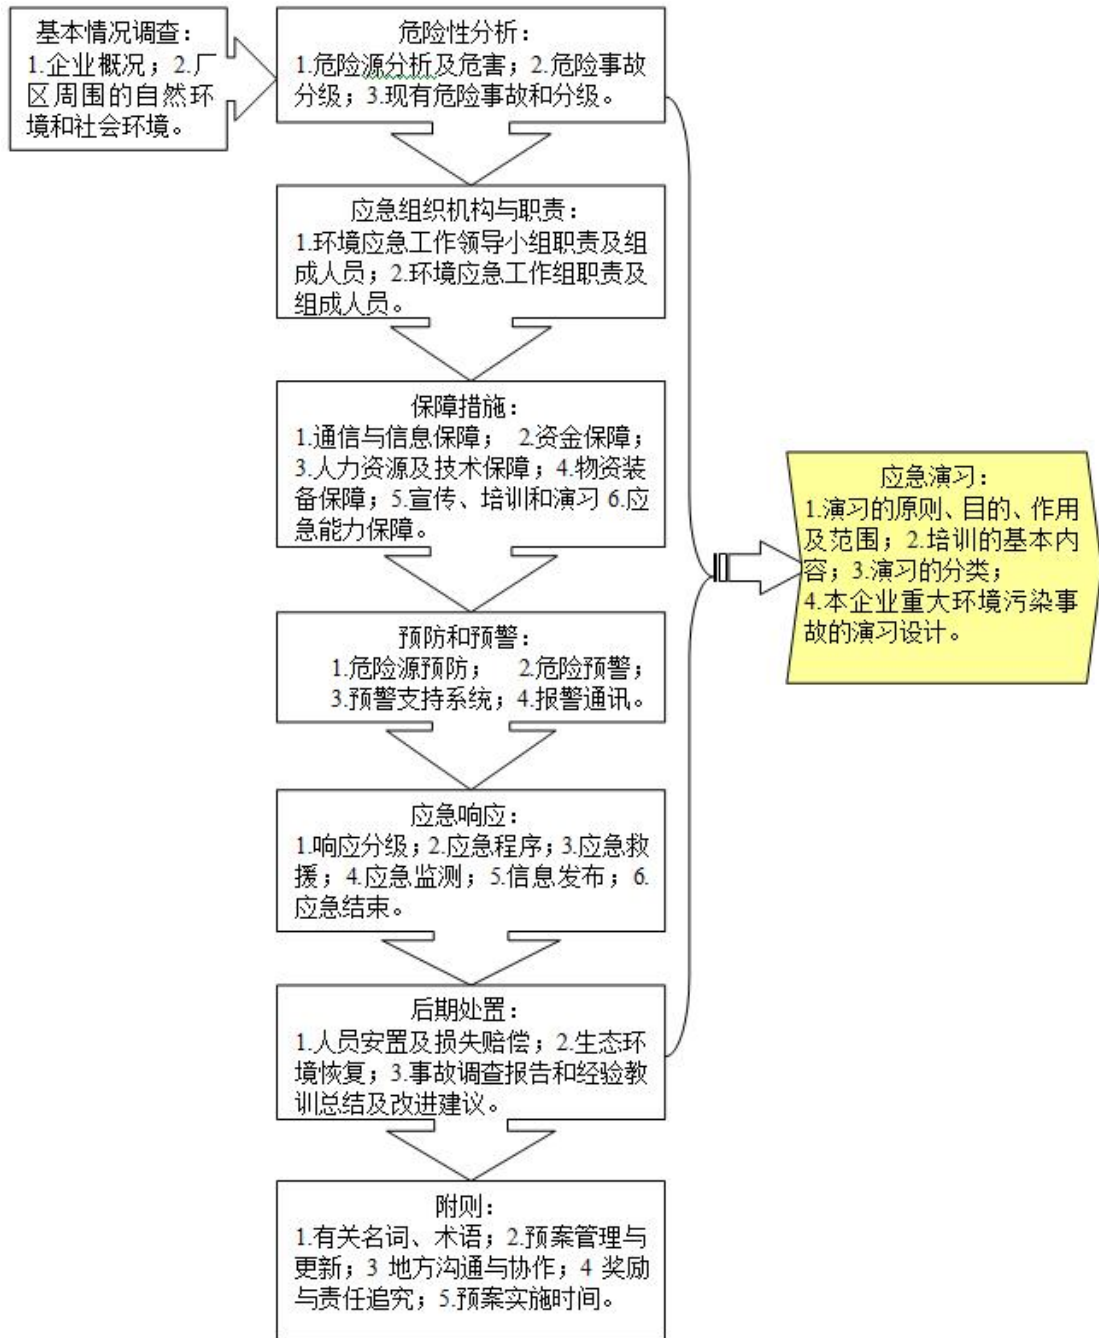 基本情况调查：
1.企业概况；2.厂
区周围的自然环
境和社会环境。
危险性分析：
1.危险源分析及危害；2.危险事故
分级；3.现有危险事故和分级。
应急组织机构与职责：
1.环境应急工作领导小组职责及组
成人员；2.环境应急工作组职责及
组成人员。
保障措施：
1.通信与信息保障； 2.资金保障；
3.人力资源及技术保障；4.物资装
备保障；5.宣传、培训和演习 6.应
急能力保障。
预防和预警：
1.危险源预防； 2.危险预警；
3.预警支持系统；4.报警通讯。
应急响应：
1.响应分级；2.应急程序；3.应急救
援；4.应急监测；5.信息发布；6.
应急结束。
后期处置：
1.人员安置及损失赔偿；2.生态环
境恢复；3.事故调查报告和经验教
训总结及改进建议。
附则：
1.有关名词、术语；2.预案管理与
更新；3 地方沟通与协作；4 奖励
与责任追究；5.预案实施时间。
应急演习：
1.演习的原则、目的、作用
及范围；2.培训的基本内
容；3.演习的分类；
4.本企业重大环境污染事
故的演习设计。